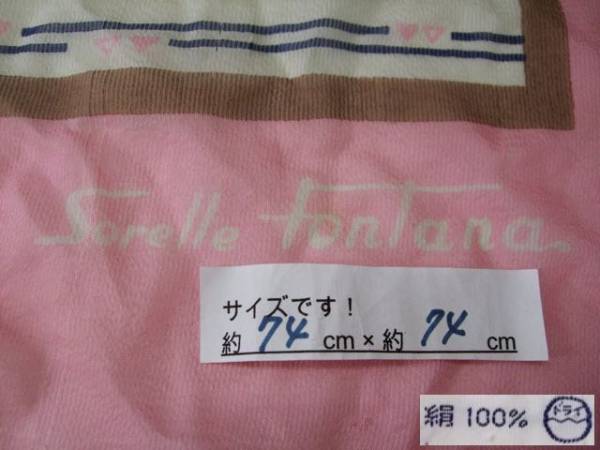 Sorelle Fontana
サイズです！
約 74 cm × 約 74 cm
絹 100% ドライ